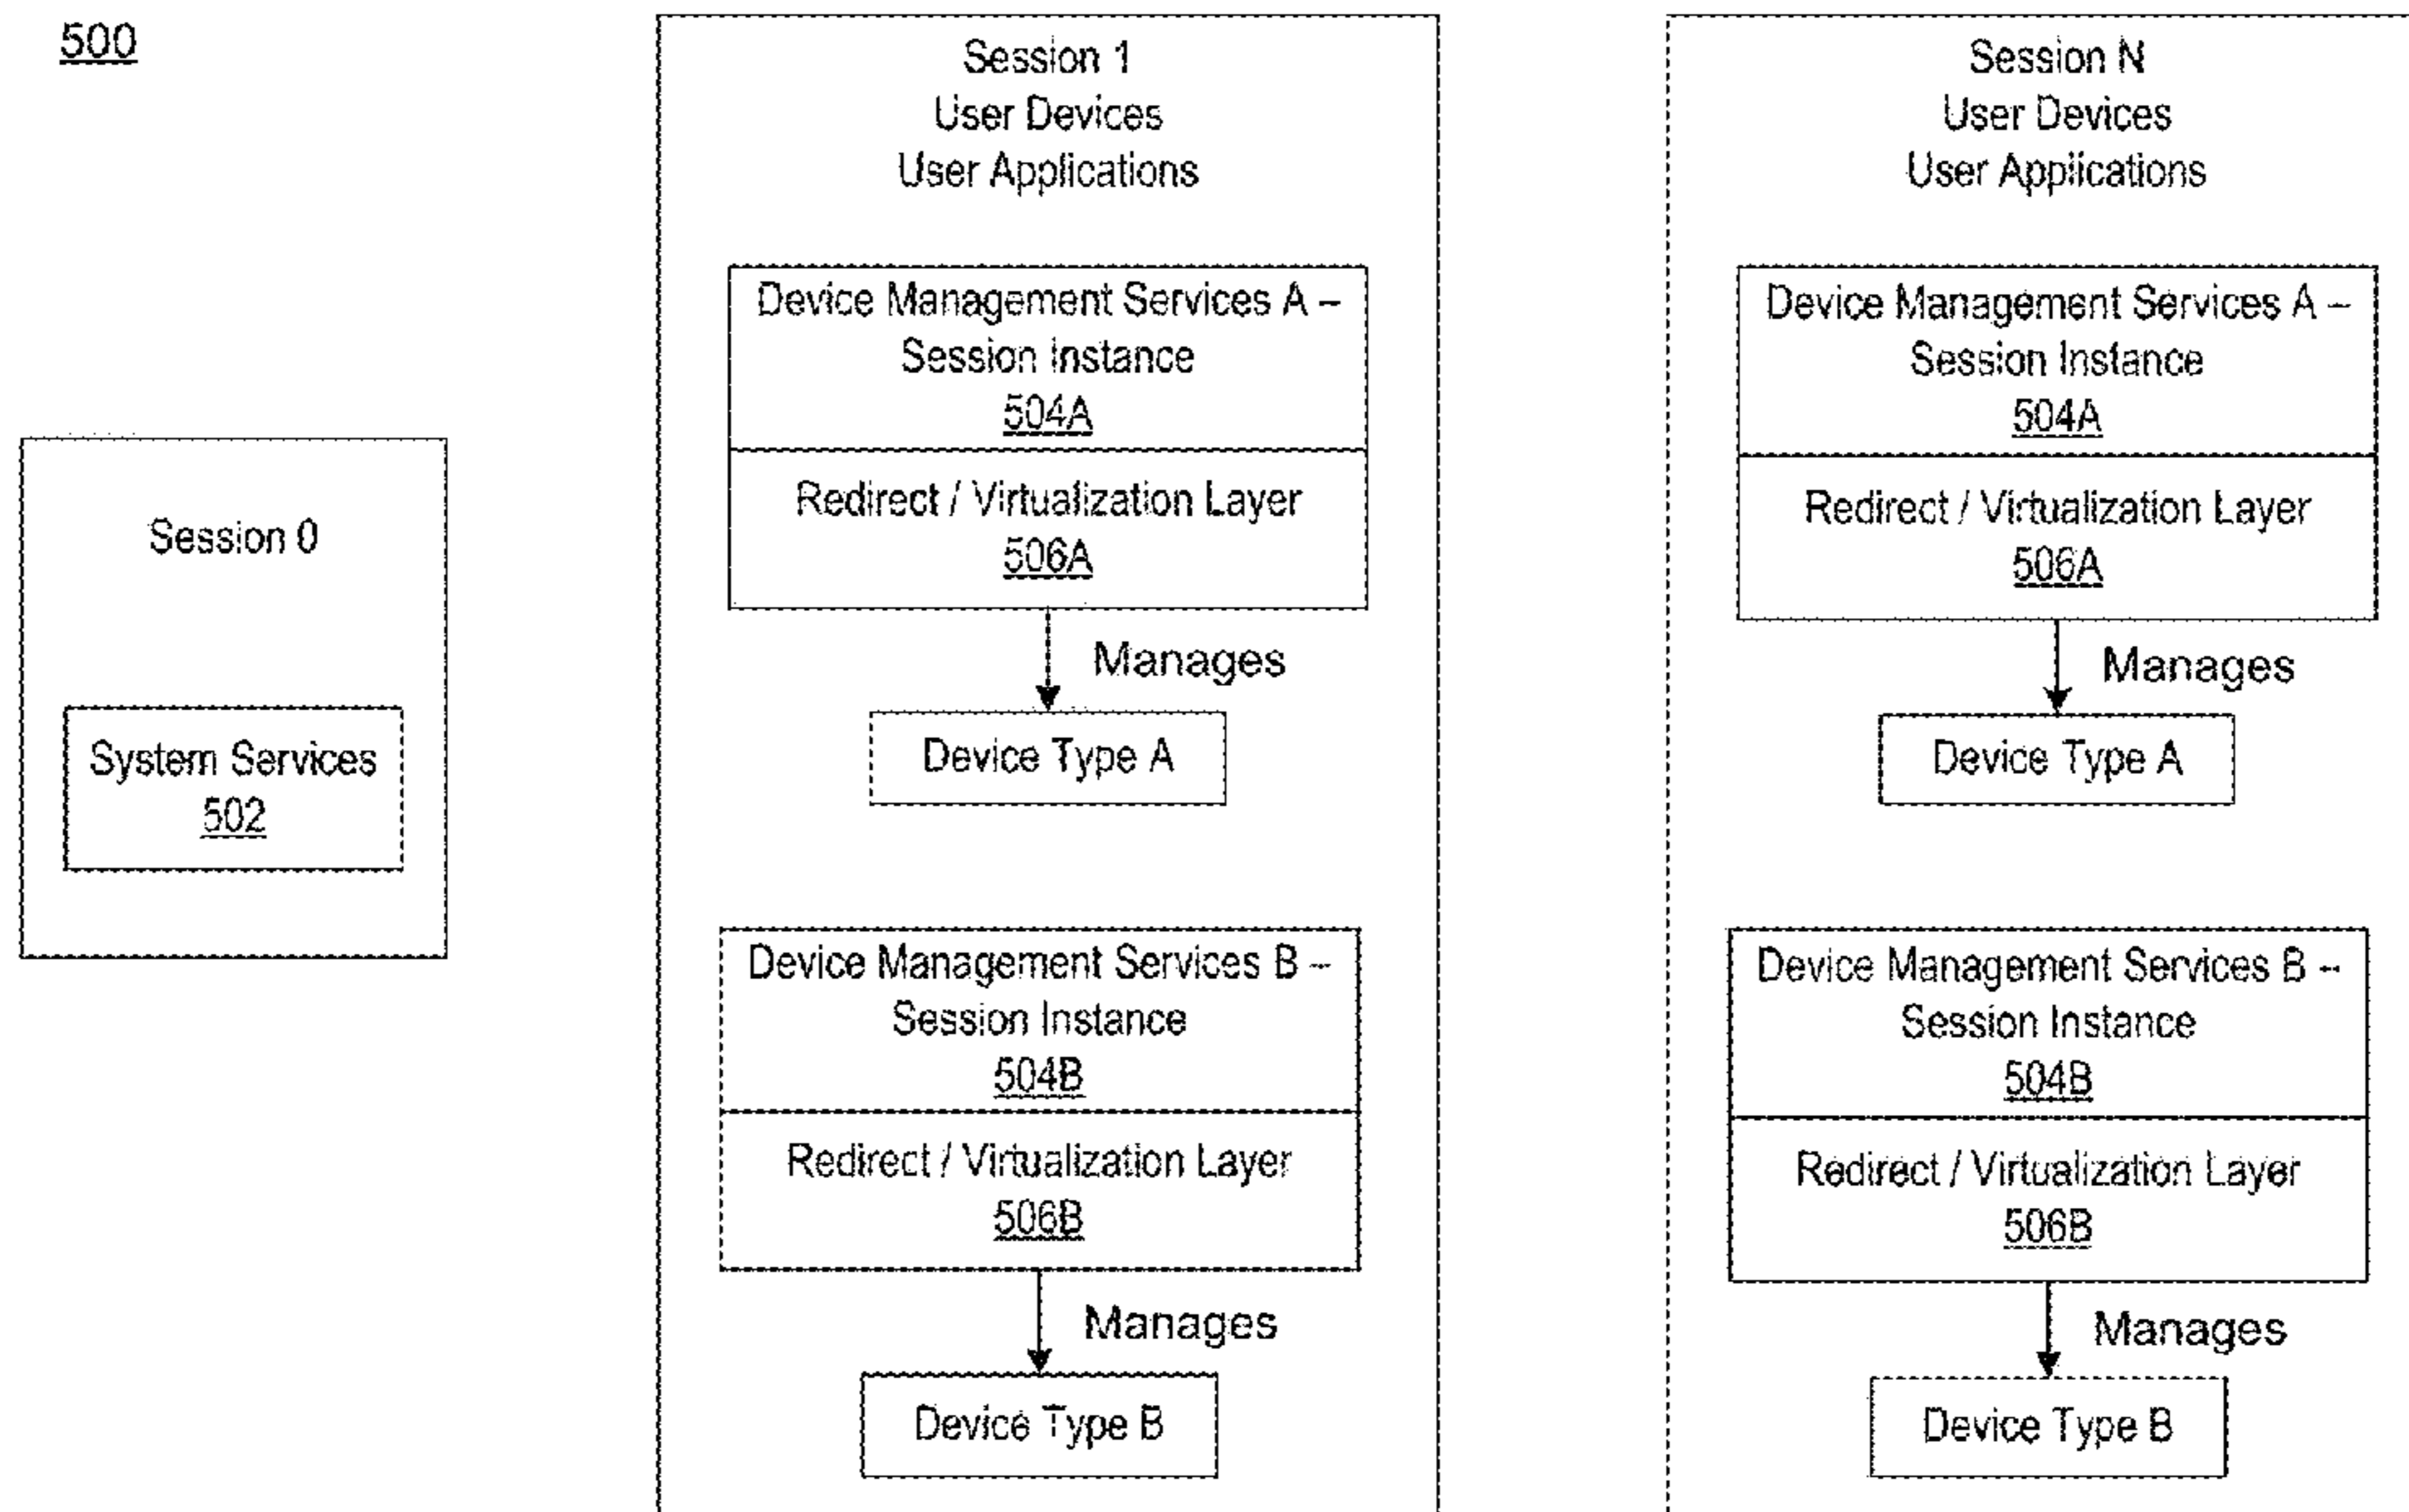 500
Session 0
System Services
502
Session 1
User Devices
User Applications
Device Management Services A –
Session Instance
504A
Redirect / Virtualization Layer
506A
Manages
Device Type A
Device Management Services B –
Session Instance
504B
Redirect / Virtualization Layer
506B
Manages
Device Type B
Session N
User Devices
User Applications
Device Management Services A –
Session Instance
504A
Redirect / Virtualization Layer
506A
Manages
Device Type A
Device Management Services B –
Session Instance
504B
Redirect / Virtualization Layer
506B
Manages
Device Type B